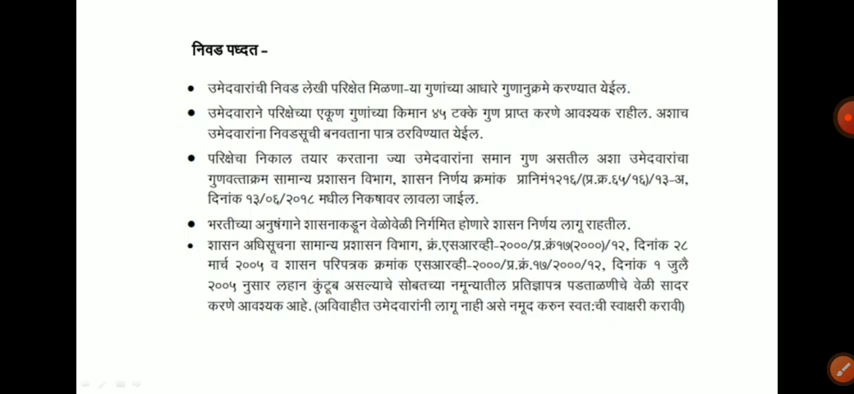 निवड पध्दत –
• उमेदवारांची निवड लेखी परिक्षेत मिळणा-या गुणांच्या आधारे गुणानुक्रमे करण्यात येईल.
• उमेदवाराने परिक्षेच्या एकूण गुणांच्या किमान ४५ टक्के गुण प्राप्त करणे आवश्यक राहील. अशाच
उमेदवारांना निवडसूची बनवताना पात्र ठरविण्यात येईल.
• परिक्षेचा निकाल तयार करताना ज्या उमेदवारांना समान गुण असतील अशा उमेदवारांचा
गुणवत्ताक्रम सामान्य प्रशासन विभाग, शासन निर्णय क्रमांक प्रानिमं१२१६/(प्र.क्र.६५/१६)/१३-अ,
दिनांक १३/०६/२०१८ मधील निकषावर लावला जाईल.
• भरतीच्या अनुषंगाने शासनाकडून वेळोवेळी निर्गमित होणारे शासन निर्णय लागू राहतील.
• शासन अधिसूचना सामान्य प्रशासन विभाग, क्रं.एसआरव्ही-२०००/प्र.क्रं१७(२०००)/१२, दिनांक २८
मार्च २००५ व शासन परिपत्रक क्रमांक एसआरव्ही-२०००/प्र.क्रं.१७/२०००/१२, दिनांक १ जुलै
२००५ नुसार लहान कुंटूब असल्याचे सोबतच्या नमून्यातील प्रतिज्ञापत्र पडताळणीचे वेळी सादर
करणे आवश्यक आहे. (अविवाहीत उमेदवारांनी लागू नाही असे नमूद करुन स्वत:ची स्वाक्षरी करावी)